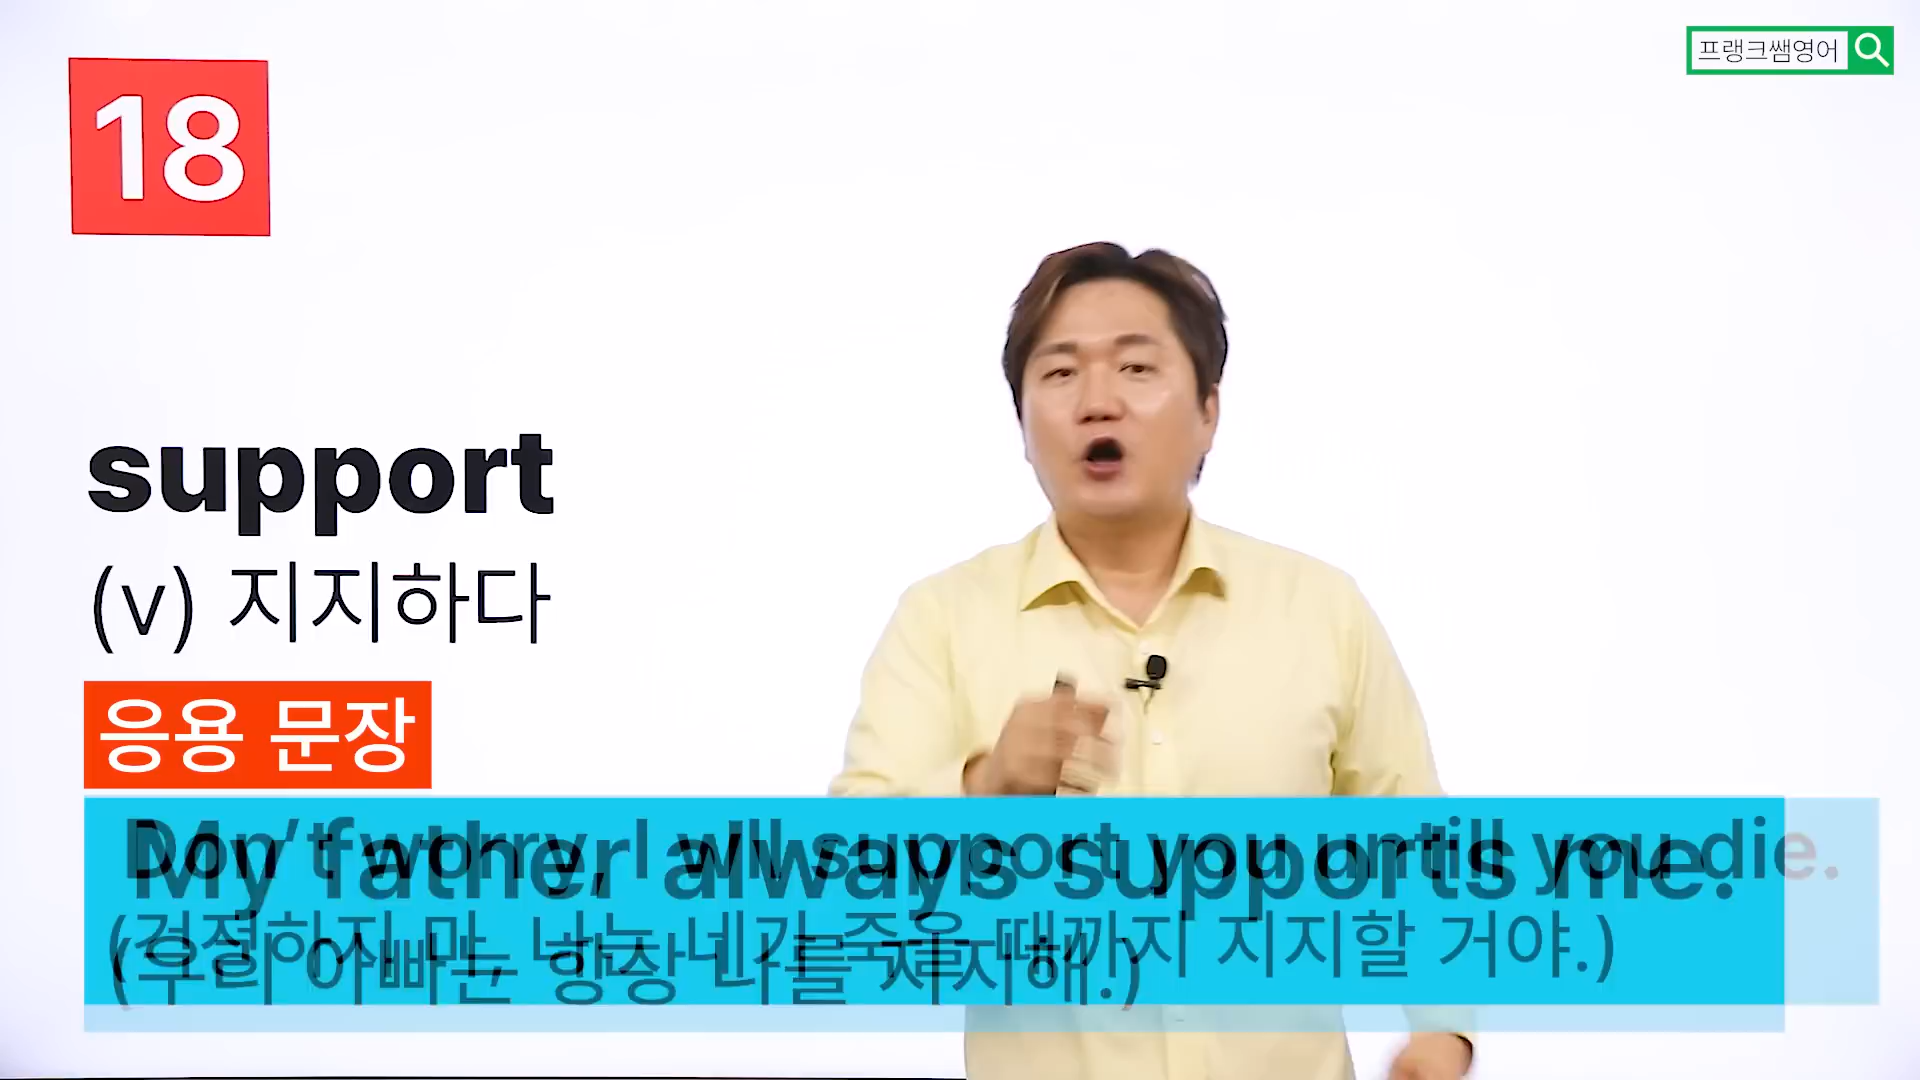 프랭크쌤영어
18
support
(v) 지지하다
응용 문장
Don't worry, I will support you until you die.
My father always supports me.
(걱정하지 마, 나는 네가 죽을 때까지 지지할 거야.)
(우리 아빠는 항상 나를 지지해.)